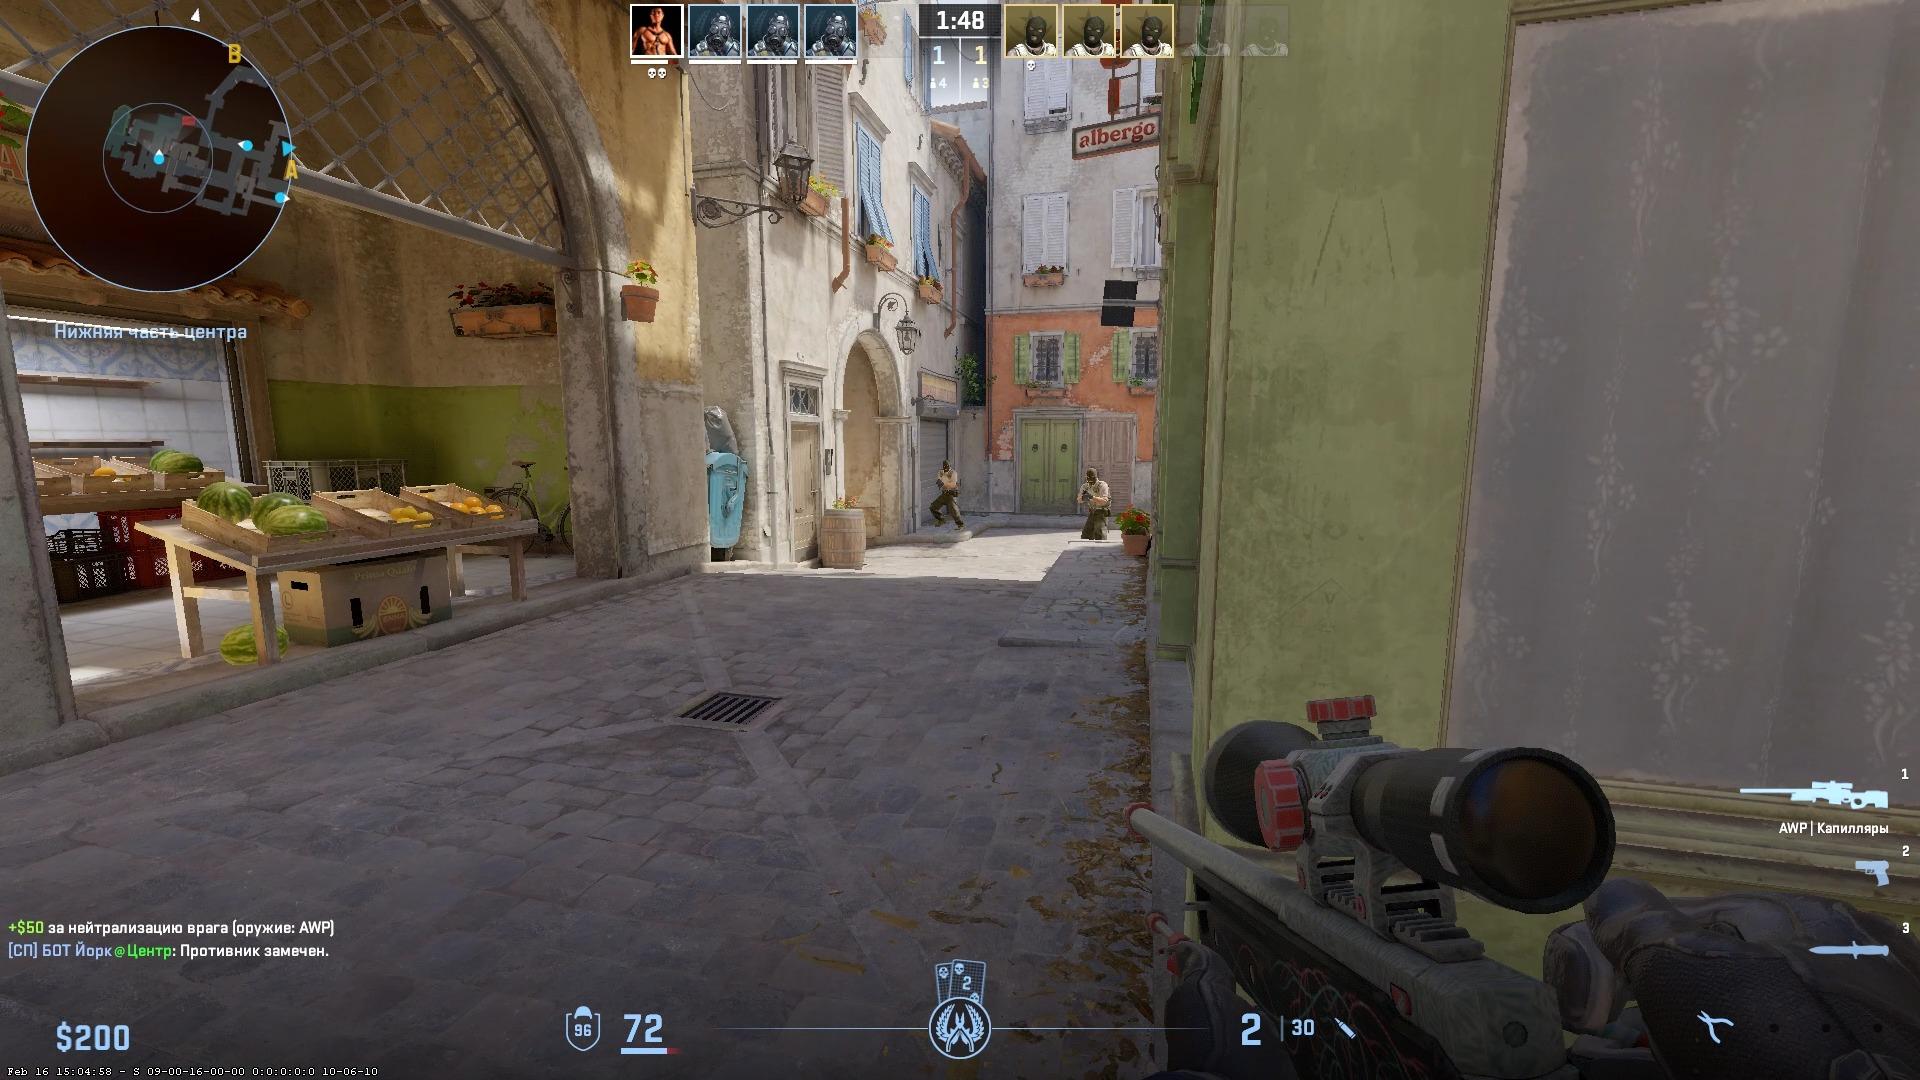 B
A
1:48
1 1
4 3
albergo
Нижняя часть центра
Prima Qualità
1
AWP | Капилляры
2
3
+$50 за нейтрализацию врага (оружие: AWP)
[СП] БОТ Йорк@Центр: Противник замечен.
2
$200
96
72
2 | 30
Feb 16 15:04:58 - S 09-00-16-00-00 0:0:0:0:0 10-06-10